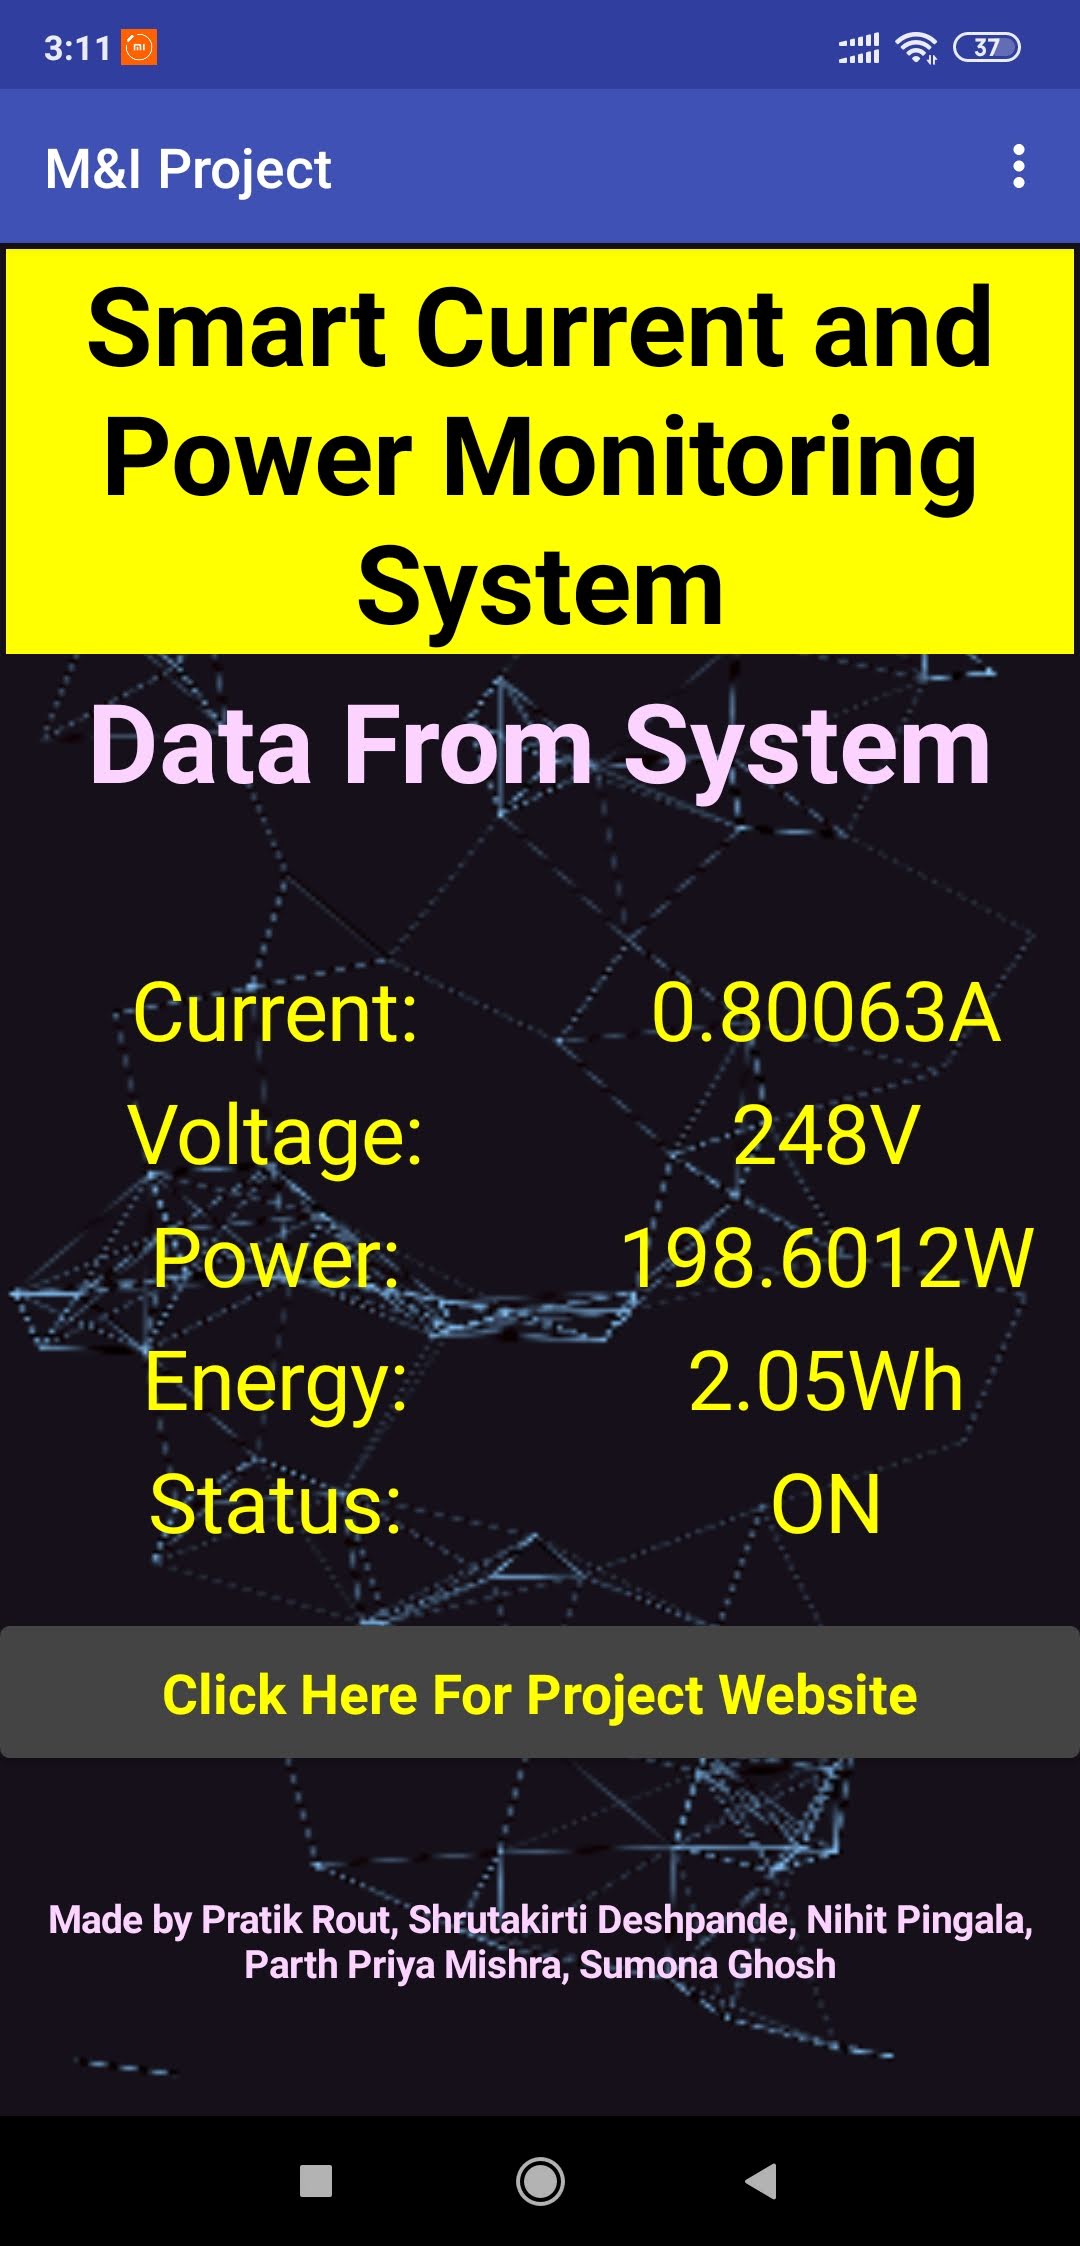 3:11 mi 37
M&I Project
Smart Current and
Power Monitoring
System
Data From System
Current: 0.80063A
Voltage: 248V
Power: 198.6012W
Energy: 2.05Wh
Status: ON
Click Here For Project Website
Made by Pratik Rout, Shrutakirti Deshpande, Nihit Pingala,
Parth Priya Mishra, Sumona Ghosh